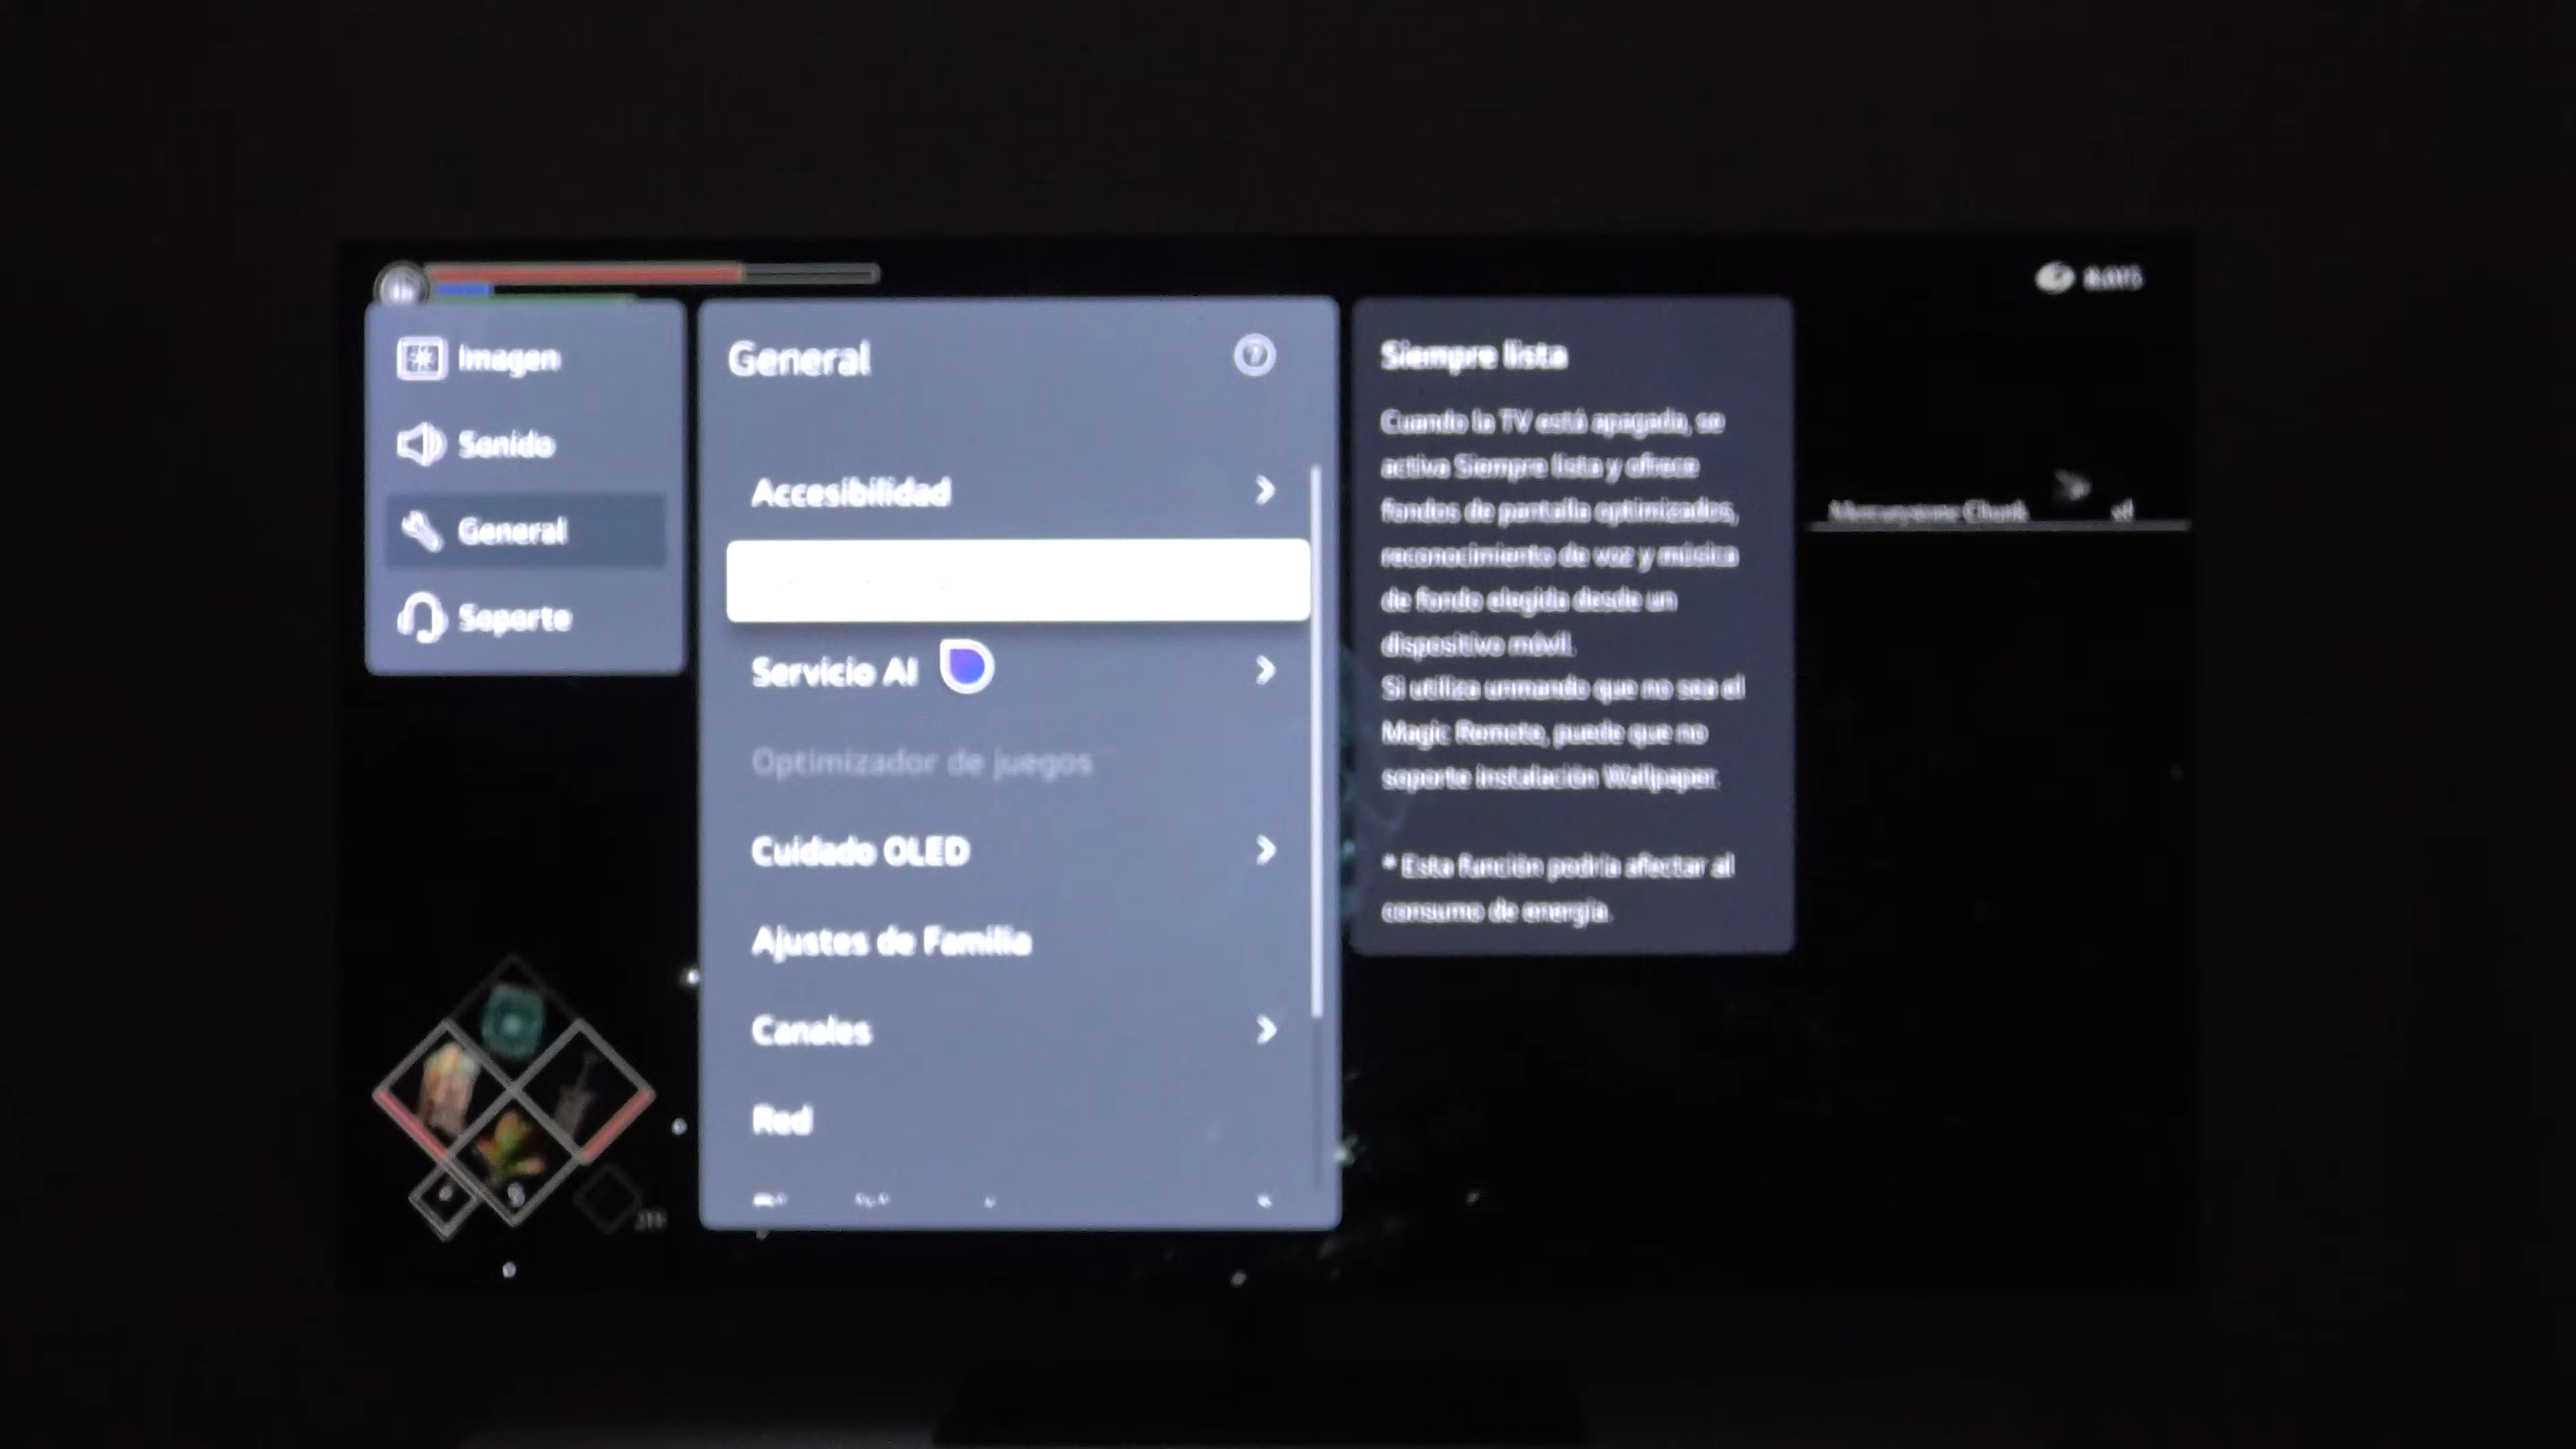 Imagen
Sonido
General
Soporte
General
?
Accesibilidad
Servicio AI
Optimizador de juegos
Cuidado OLED
Ajustes de Familia
Canales
Red
Siempre lista
Cuando la TV está apagada, se
activa Siempre lista y ofrece
fondos de pantalla optimizados,
reconocimiento de voz y música
de fondo elegida desde un
dispositivo móvil.
Si utiliza unmando que no sea el
Magic Remote, puede que no
soporte instalación Wallpaper.
* Esta función podría afectar al
consumo de energía.